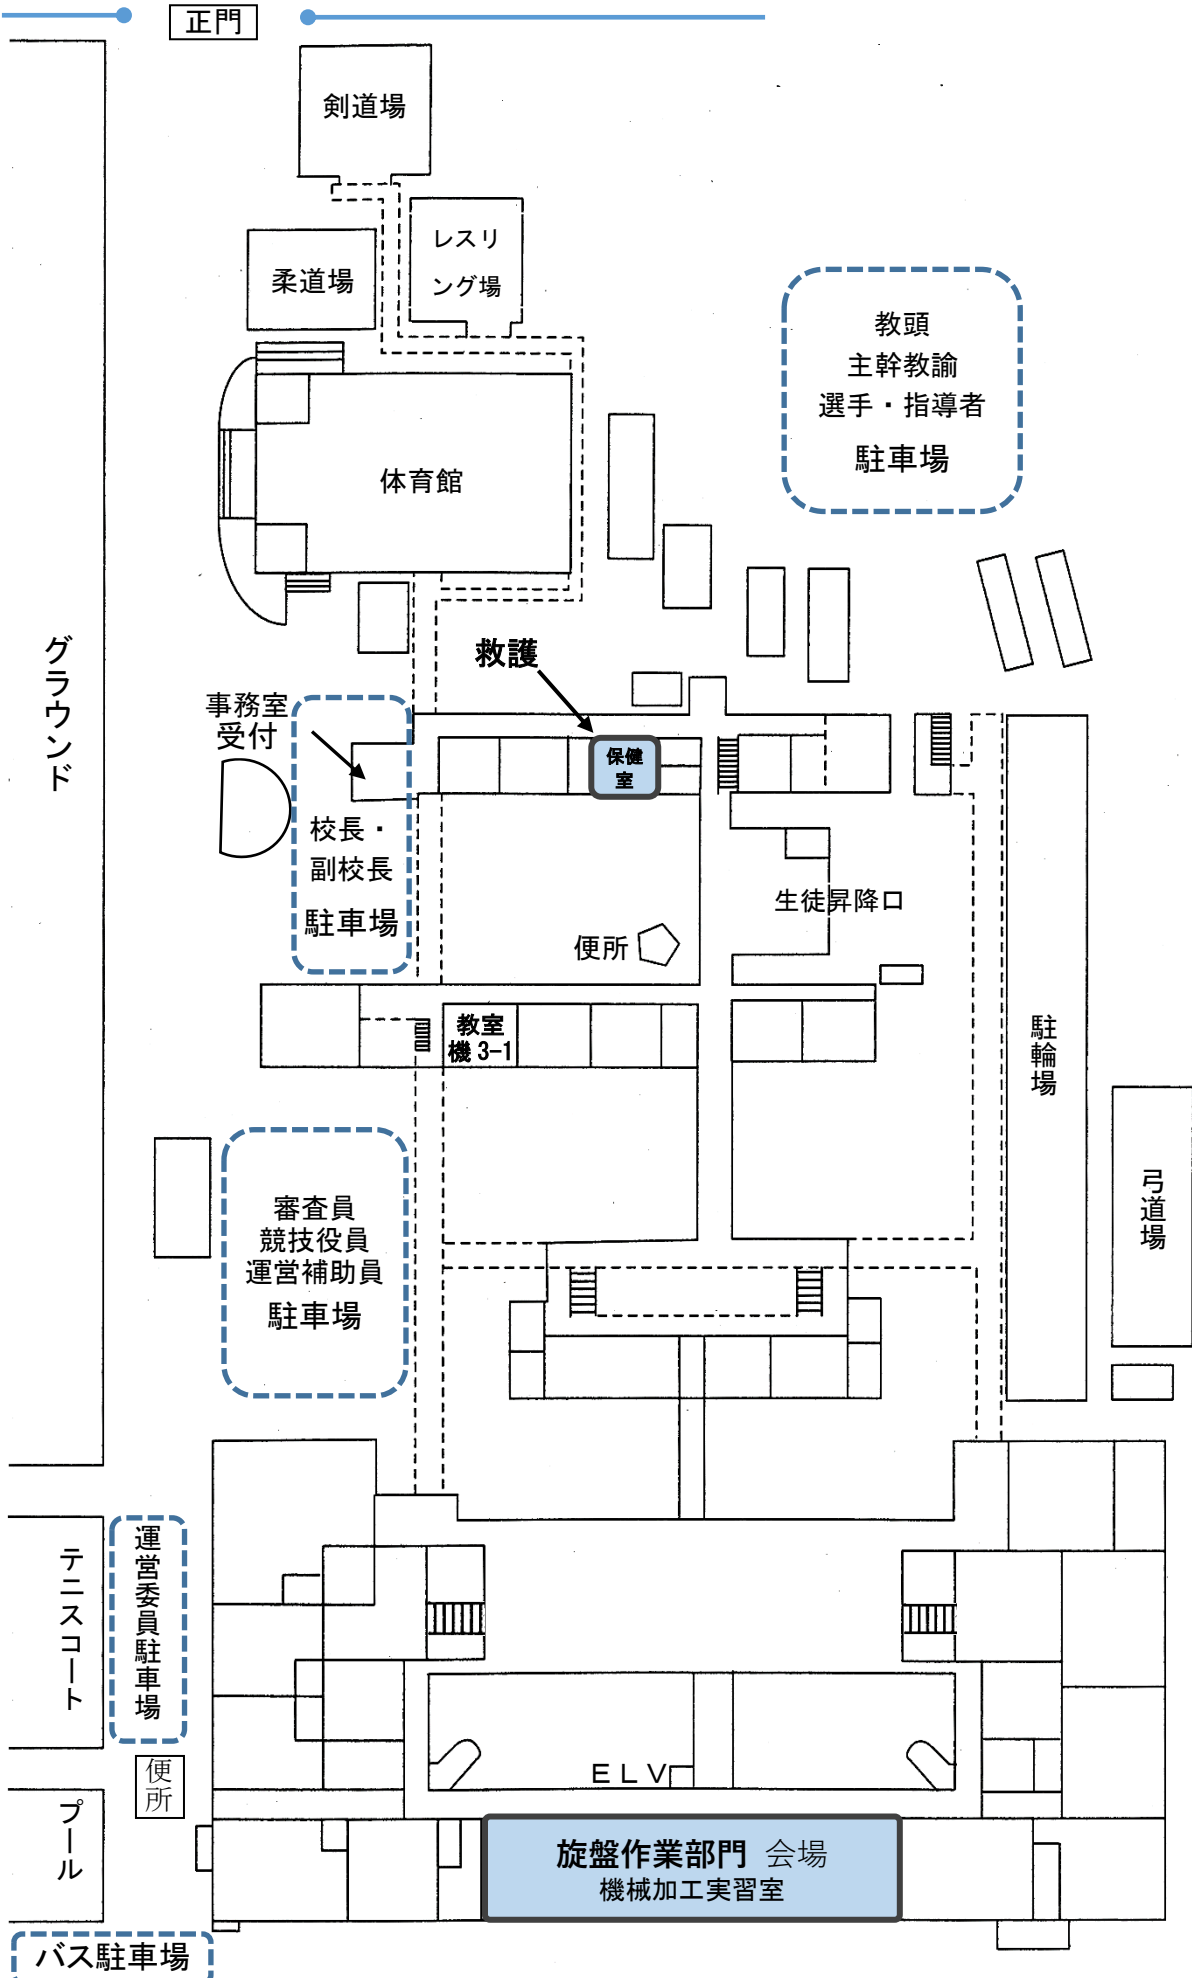 正門
剣道場
レスリ
ング場
柔道場
教頭
主幹教諭
選手・指導者
駐車場
体育館
グラウンド
救護
事務室
受付
保健
室
校長・
副校長
駐車場
生徒昇降口
便所
教室
機3-1
駐輪場
弓道場
審査員
競技役員
運営補助員
駐車場
テニスコート
運営委員駐車場
便
所
ELV
プール
旋盤作業部門 会場
機械加工実習室
バス駐車場